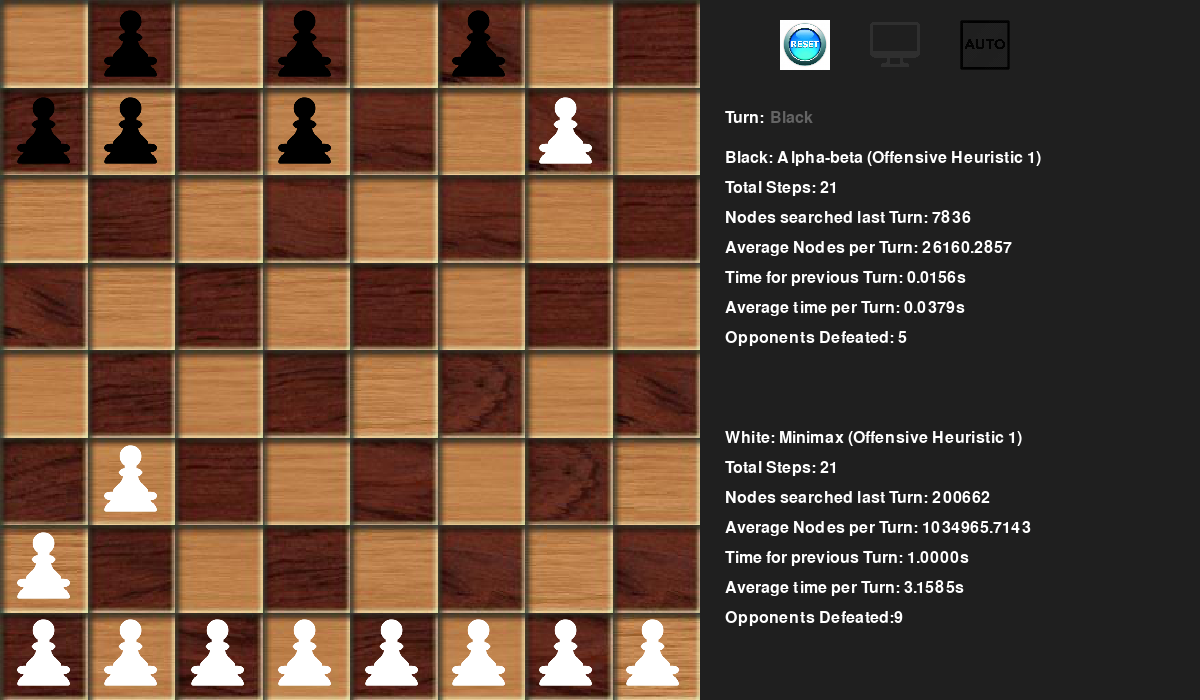 RESET
AUTO
Turn: Black
Black: Alpha-beta (Offensive Heuristic 1)
Total Steps: 21
Nodes searched last Turn: 7836
Average Nodes per Turn: 26160.2857
Time for previous Turn: 0.0156s
Average time per Turn: 0.0379s
Opponents Defeated: 5
White: Minimax (Offensive Heuristic 1)
Total Steps: 21
Nodes searched last Turn: 200662
Average Nodes per Turn: 1034965.7143
Time for previous Turn: 1.0000s
Average time per Turn: 3.1585s
Opponents Defeated:9